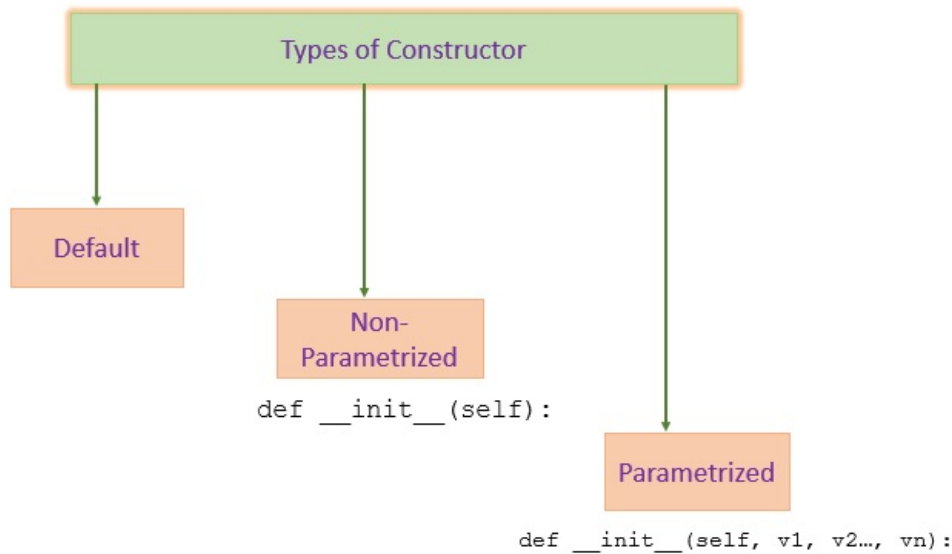 Types of Constructor
Default
Non-
Parametrized
def __init__(self):
Parametrized
def __init__(self, v1, v2…, vn):